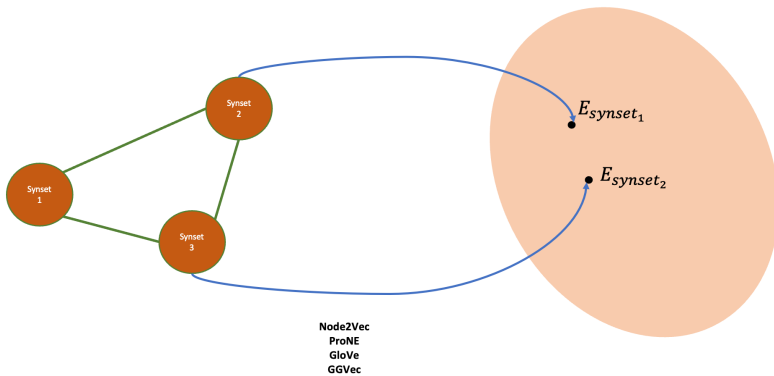 Synset
2
Synset
1
Synset
3
E_synset_1
E_synset_2
Node2Vec
ProNE
GloVe
GGVec